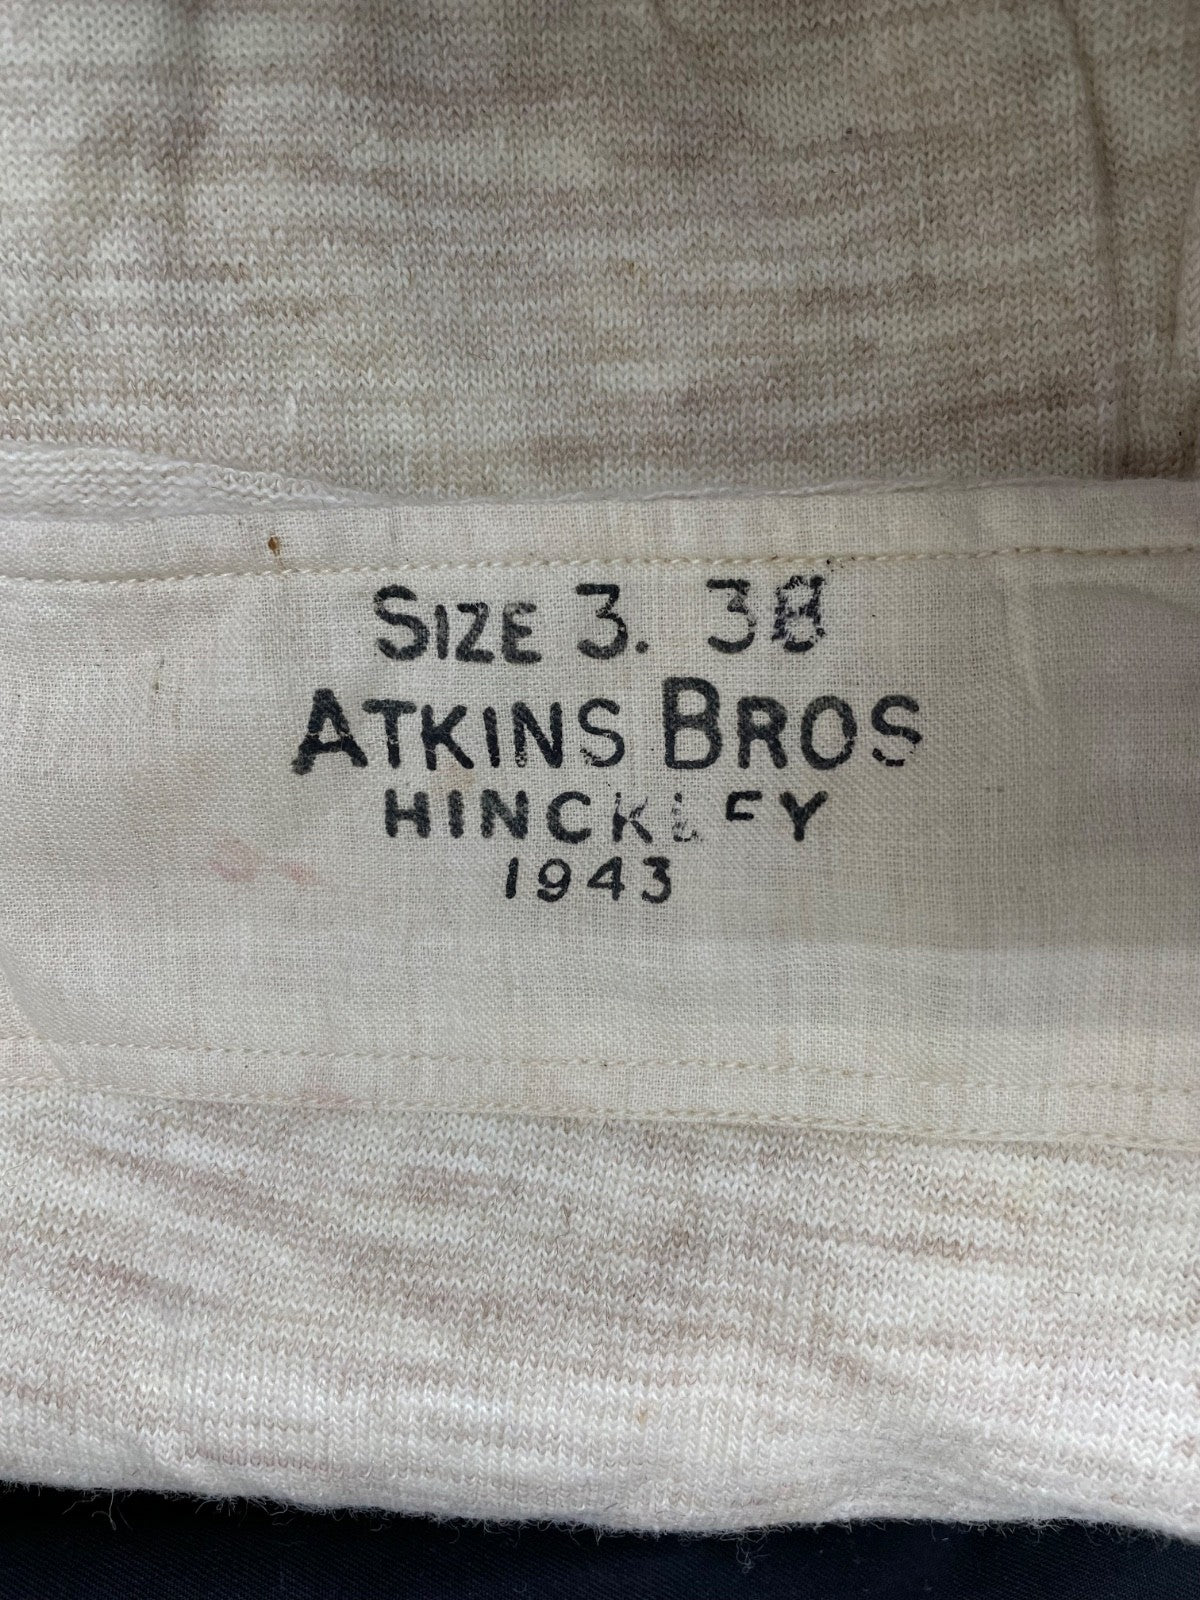 SIZE 3. 38
ATKINS BROS
HINCKLEY
1943